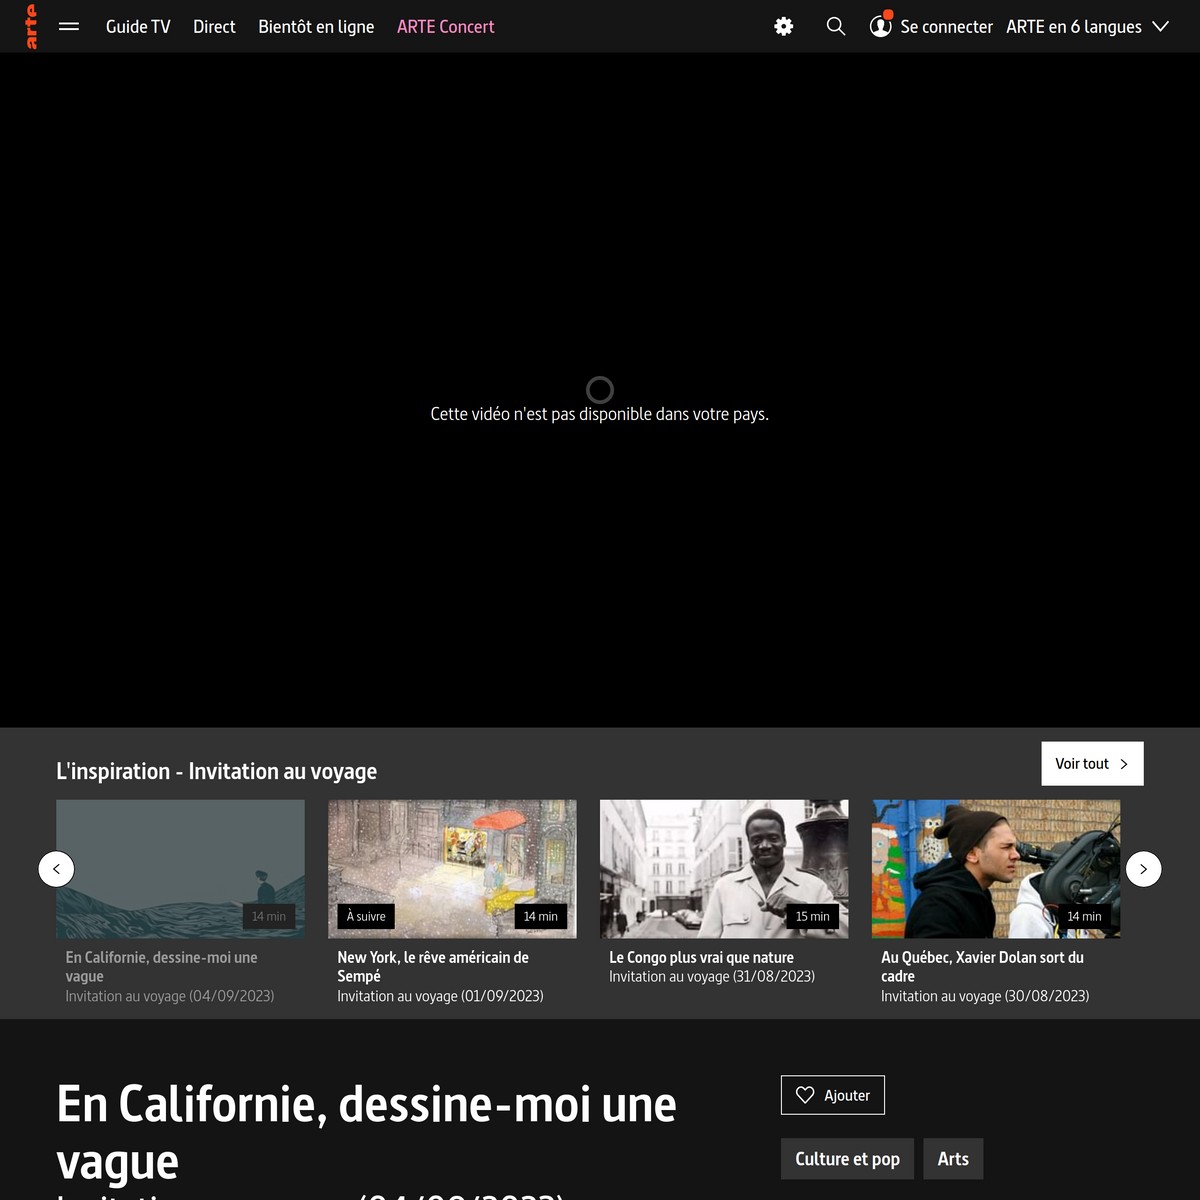 arte
Guide TV
Direct
Bientôt en ligne
ARTE Concert
Se connecter
ARTE en 6 langues
Cette vidéo n'est pas disponible dans votre pays.
L'inspiration - Invitation au voyage
Voir tout
14 min
À suivre
14 min
15 min
14 min
En Californie, dessine-moi une
vague
Invitation au voyage (04/09/2023)
New York, le rêve américain de
Sempé
Invitation au voyage (01/09/2023)
Le Congo plus vrai que nature
Invitation au voyage (31/08/2023)
Au Québec, Xavier Dolan sort du
cadre
Invitation au voyage (30/08/2023)
En Californie, dessine-moi une
vague
Ajouter
Culture et pop
Arts